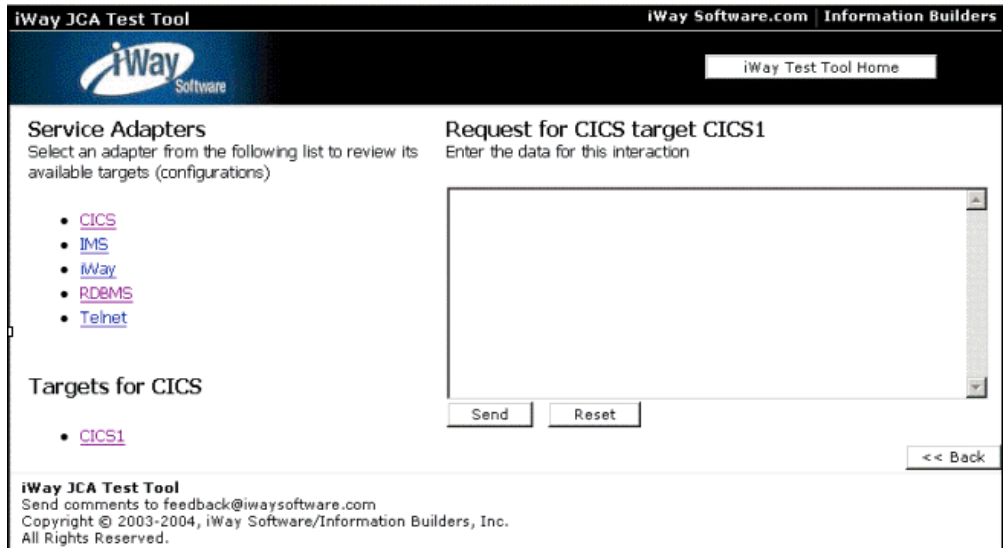 iWay JCA Test Tool
iWay Software.com | Information Builders
iWay
Software
iWay Test Tool Home
Service Adapters
Select an adapter from the following list to review its
available targets (configurations)
CICS
IMS
iWay
RDBMS
Telnet
Targets for CICS
CICS1
Request for CICS target CICS1
Enter the data for this interaction
Send
Reset
<< Back
iWay JCA Test Tool
Send comments to feedback@iwaysoftware.com
Copyright © 2003-2004, iWay Software/Information Builders, Inc.
All Rights Reserved.